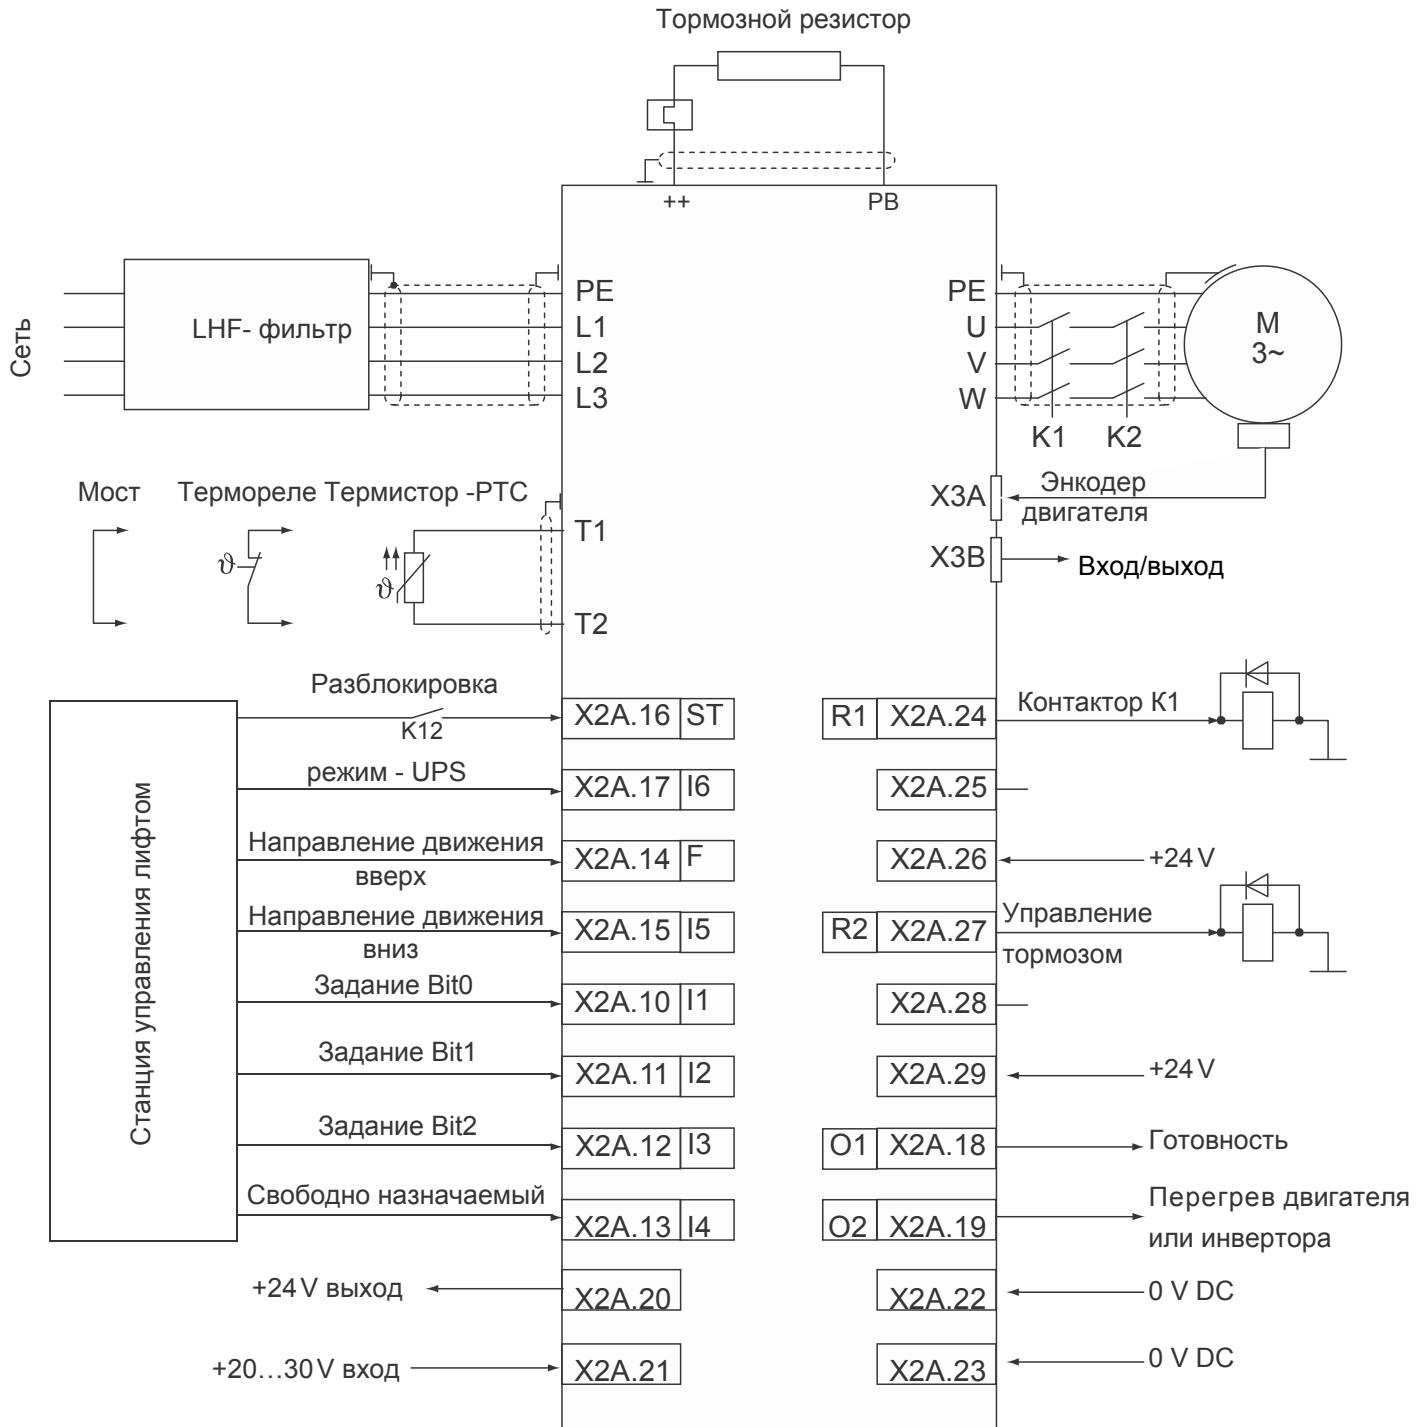 Тормозной резистор
++
PB
Сеть
LHF- фильтр
PE
L1
L2
L3
PE
U
V
W
K1
K2
M
3~
Мост
Термореле
Термистор -PTC
ϑ
ϑ
T1
T2
X3A
Энкодер
двигателя
X3B
Вход/выход
Станция управления лифтом
Разблокировка
K12
X2A.16 ST
режим - UPS
X2A.17 I6
Направление движения
вверх
X2A.14 F
Направление движения
вниз
X2A.15 I5
Задание Bit0
X2A.10 I1
Задание Bit1
X2A.11 I2
Задание Bit2
X2A.12 I3
Свободно назначаемый
X2A.13 I4
+24 V выход
X2A.20
+20…30 V вход
X2A.21
R1 X2A.24
Контактор К1
X2A.25
X2A.26
+24 V
R2 X2A.27
Управление
тормозом
X2A.28
X2A.29
+24 V
O1 X2A.18
Готовность
O2 X2A.19
Перегрев двигателя
или инвертора
X2A.22
0 V DC
X2A.23
0 V DC